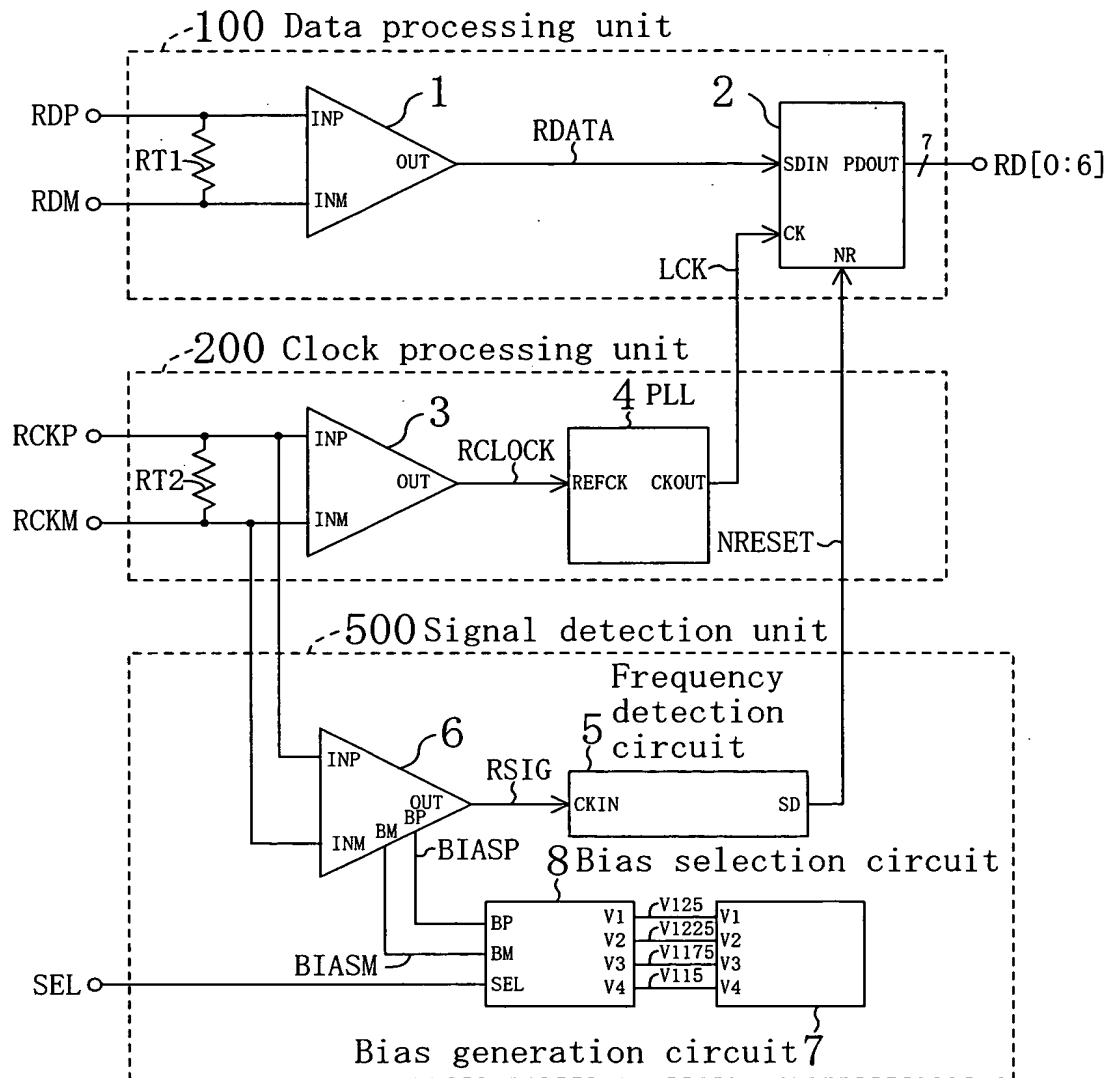 100 Data processing unit
RDP
RDM
RT1
INP
INM
OUT
1
RDATA
2
SDIN PDOUT
CK
NR
7
RD[0:6]
LCK
200 Clock processing unit
RCKP
RCKM
RT2
INP
INM
OUT
3
RCLOCK
4 PLL
REFCK CKOUT
NRESET
500 Signal detection unit
INP
INM
OUT
BP
BM
6
RSIG
Frequency
detection
circuit
5
CKIN SD
BIASP
BIASM
8 Bias selection circuit
BP
BM
SEL
V1
V2
V3
V4
V125
V1225
V1175
V115
V1
V2
V3
V4
SEL
Bias generation circuit 7